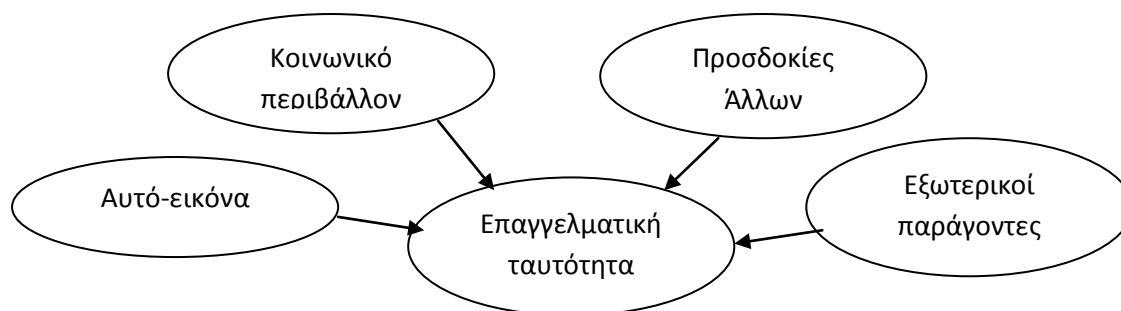 Κοινωνικό
περιβάλλον
Προσδοκίες
Άλλων
Αυτό-εικόνα
Εξωτερικοί
παράγοντες
Επαγγελματική
ταυτότητα